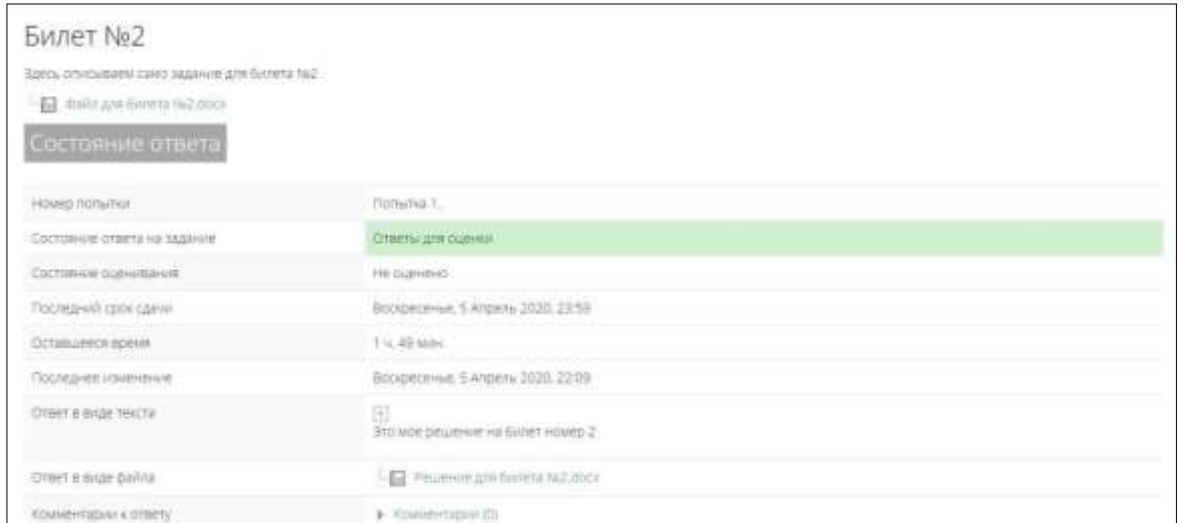 Билет №2
Здесь описываем само задание для билета №2
Файл для билета №2.docx
Состояние ответа
Номер попытки Попытка 1.
Состояние ответа на задание Ответы для оценки
Состояние оценивания Не оценено
Последний срок сдачи Воскресенье, 5 Апрель 2020, 23:59
Оставшееся время 1 ч. 49 мин.
Последнее изменение Воскресенье, 5 Апрель 2020, 22:09
Ответ в виде текста
Это мое решение на билет номер 2
Ответ в виде файла Решение для билета №2.docx
Комментарии к ответу Комментарии (0)